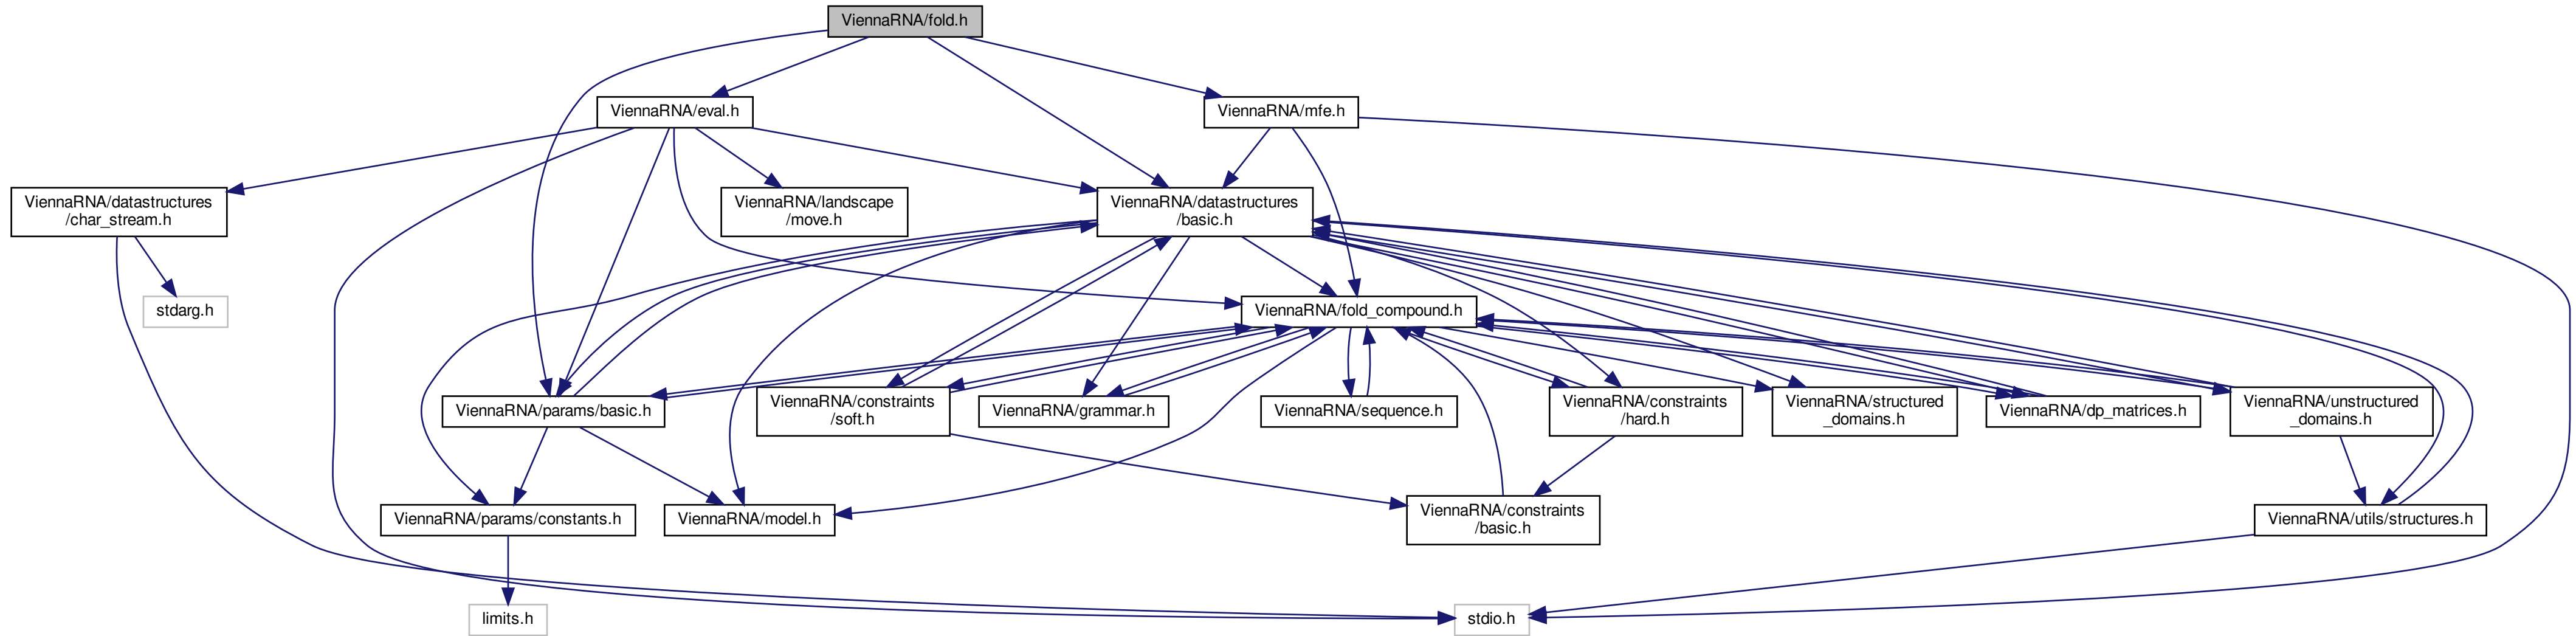 ViennaRNA/fold.h
ViennaRNA/eval.h
ViennaRNA/mfe.h
ViennaRNA/datastructures
/char_stream.h
ViennaRNA/landscape
/move.h
ViennaRNA/datastructures
/basic.h
stdarg.h
ViennaRNA/fold_compound.h
ViennaRNA/params/basic.h
ViennaRNA/constraints
/soft.h
ViennaRNA/grammar.h
ViennaRNA/sequence.h
ViennaRNA/constraints
/hard.h
ViennaRNA/structured
_domains.h
ViennaRNA/dp_matrices.h
ViennaRNA/unstructured
_domains.h
ViennaRNA/params/constants.h
ViennaRNA/model.h
ViennaRNA/constraints
/basic.h
ViennaRNA/utils/structures.h
limits.h
stdio.h